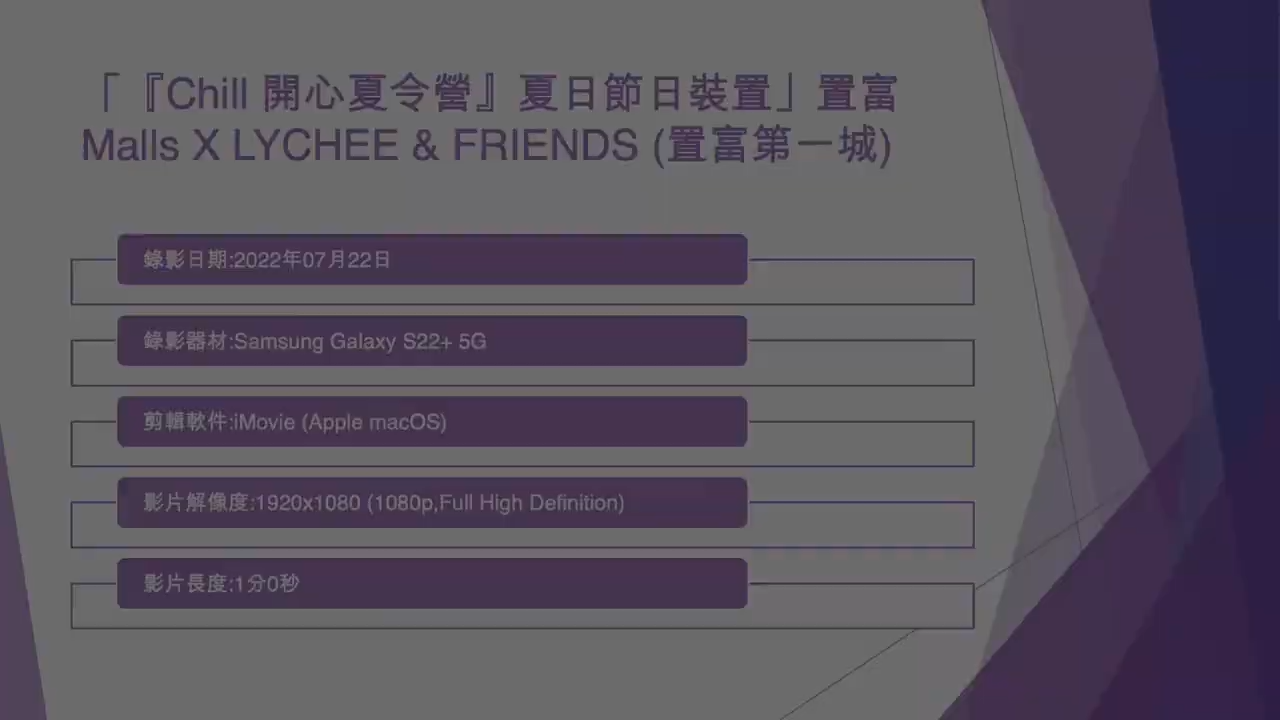 「『Chill 開心夏令營』夏日節日裝置」置富
Malls X LYCHEE & FRIENDS (置富第一城)
錄影日期:2022年07月22日
錄影器材:Samsung Galaxy S22+ 5G
剪輯軟件:iMovie (Apple macOS)
影片解像度:1920x1080 (1080p,Full High Definition)
影片長度:1分0秒